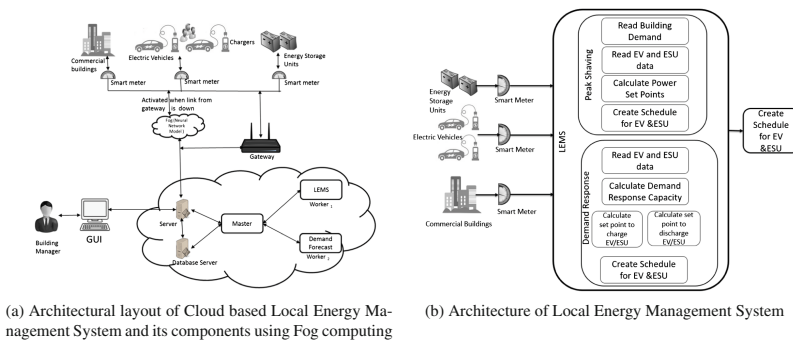 Commercial
buildings
Electric Vehicles
Chargers
Energy Storage
Units
Smart meter
Smart meter
Smart meter
Activated when link from
gateway is down
Fog (Neural
Network
Model)
Gateway
Building
Manager
GUI
Server
Database Server
Master
LEMS
Worker 1
Demand
Forecast
Worker 2
(a) Architectural layout of Cloud based Local Energy Ma-
nagement System and its components using Fog computing
Energy
Storage
Units
Smart Meter
Electric Vehicles
Smart Meter
Commercial Buildings
Smart Meter
LEMS
Peak Shaving
Read Building
Demand
Read EV and ESU
data
Calculate Power
Set Points
Create Schedule
for EV &ESU
Demand Response
Read EV and ESU
data
Calculate Demand
Response Capacity
Calculate
set point to
charge
EV/ESU
Calculate set
point to
discharge
EV/ESU
Create Schedule
for EV &ESU
Create
Schedule
for EV
&ESU
(b) Architecture of Local Energy Management System